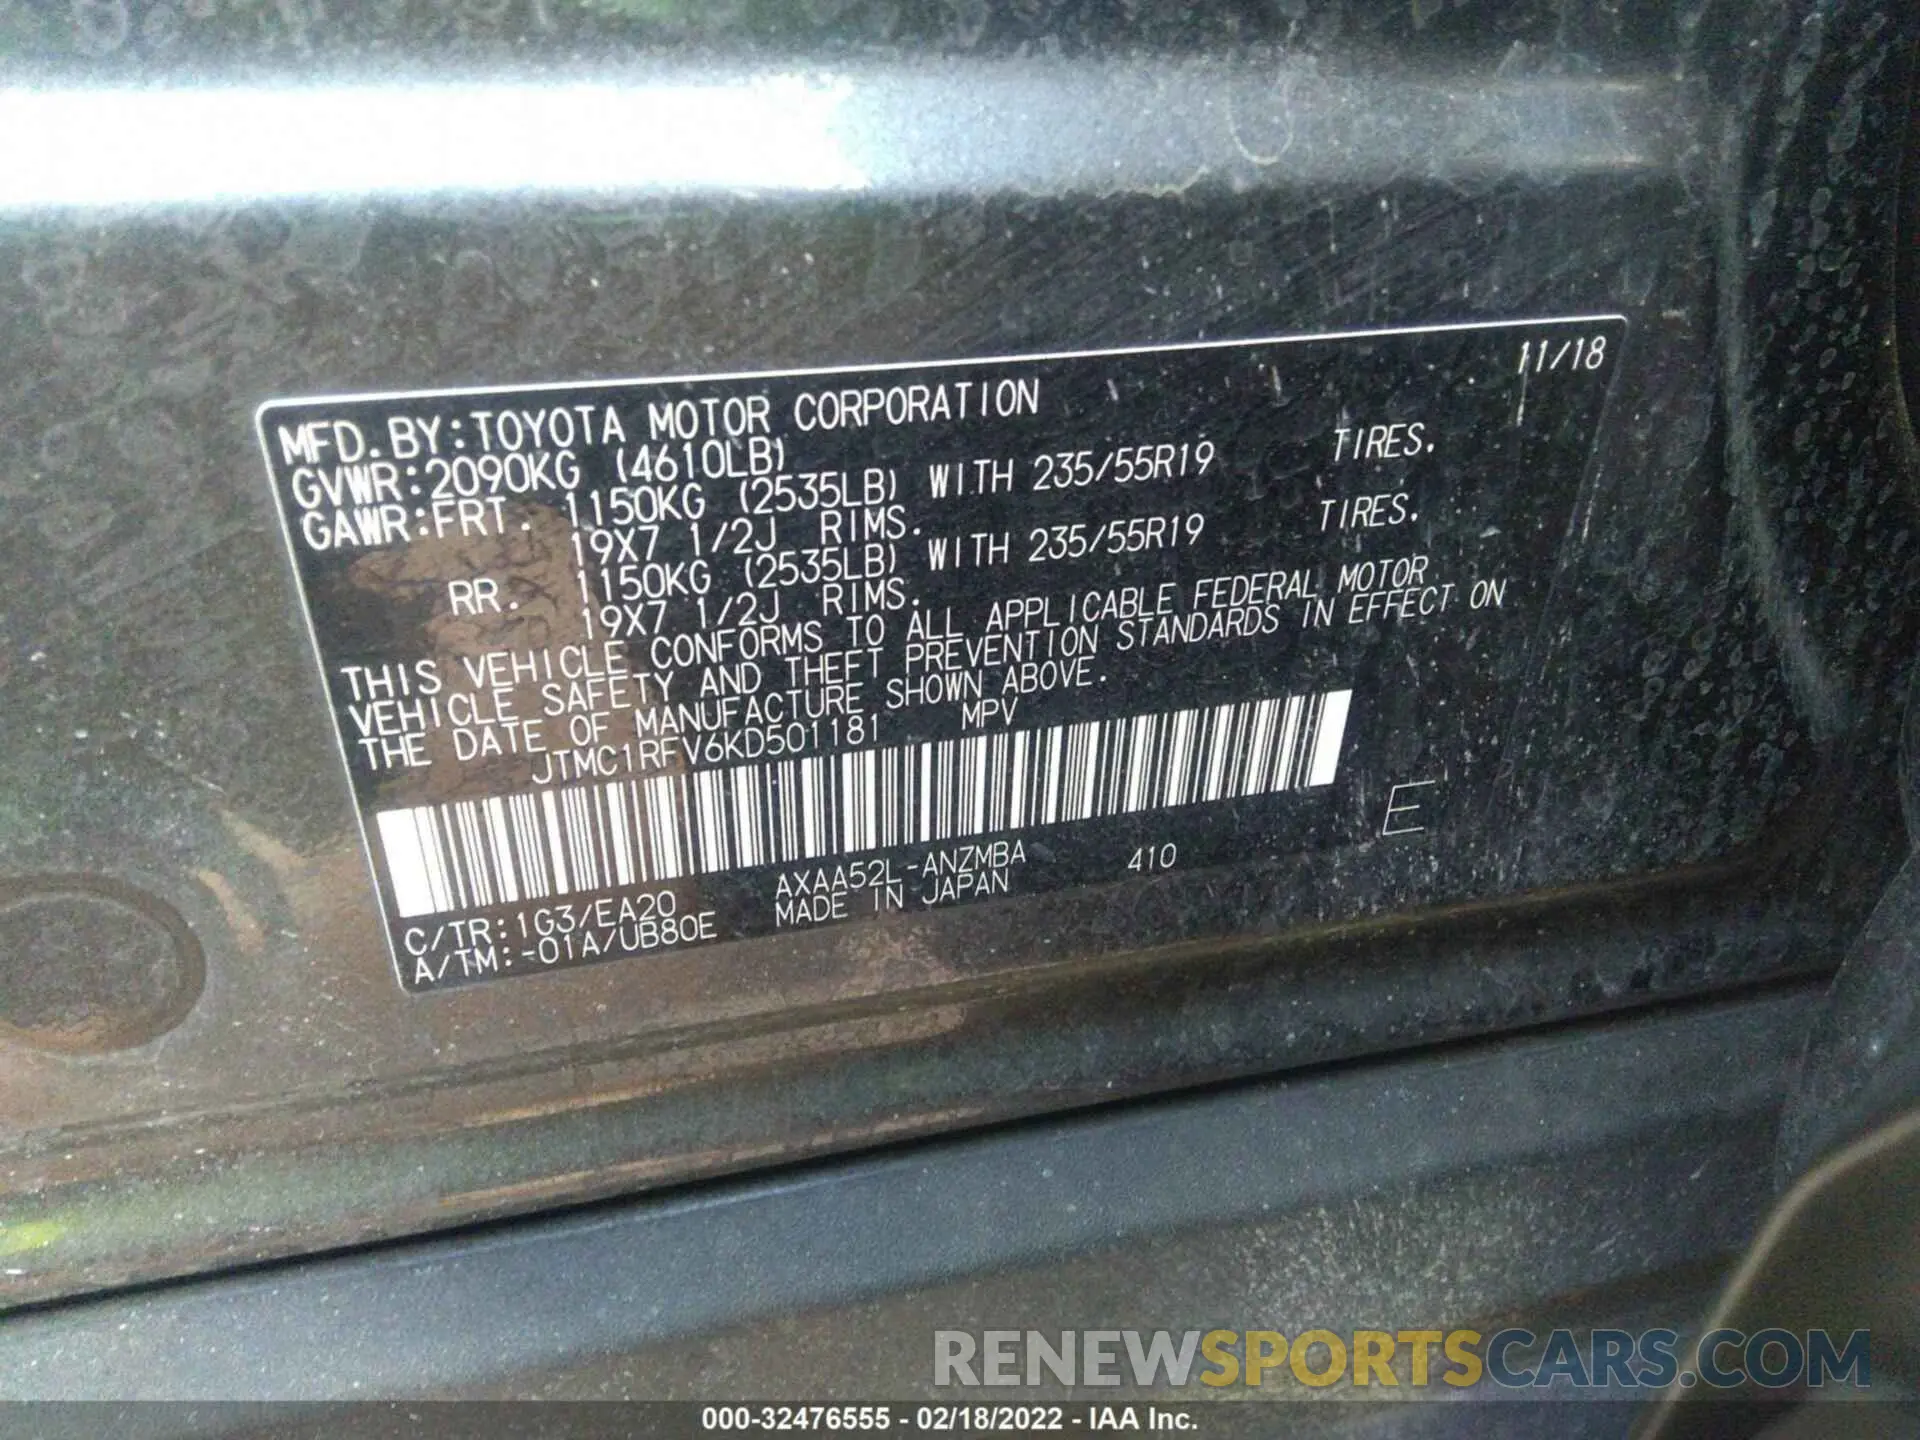 11/18
MFD.BY:TOYOTA MOTOR CORPORATION
GVWR:2090KG (4610LB)
GAWR:FRT. 1150KG (2535LB) WITH 235/55R19 TIRES.
19X7 1/2J RIMS.
RR. 1150KG (2535LB) WITH 235/55R19 TIRES.
19X7 1/2J RIMS.
THIS VEHICLE CONFORMS TO ALL APPLICABLE FEDERAL MOTOR
VEHICLE SAFETY AND THEFT PREVENTION STANDARDS IN EFFECT ON
THE DATE OF MANUFACTURE SHOWN ABOVE.
JTMC1RFV6KD501181 MPV
E
C/TR:1G3/EA20 AXAA52L-ANZMBA 410
A/TM:-01A/UB80E MADE IN JAPAN
RENEWSPORTSCARS.COM
000-32476555 - 02/18/2022 - IAA Inc.